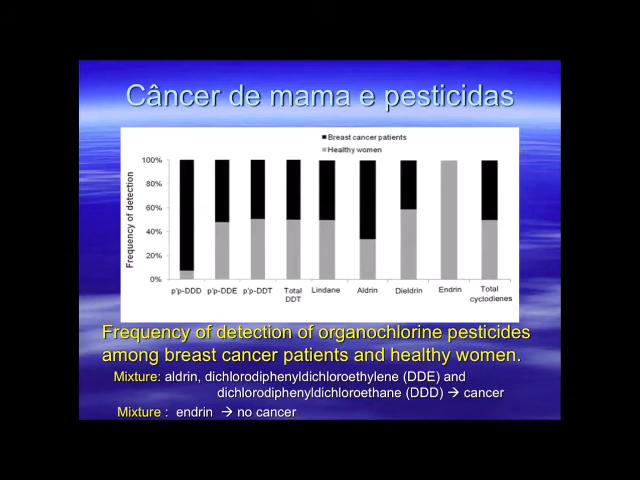 Câncer de mama e pesticidas
Breast cancer patients
Healthy women
Frequency of detection
100%
80%
60%
40%
20%
0%
p'p-DDD p'p-DDE p'p-DDT Total DDT Lindane Aldrin Dieldrin Endrin Total cyclodienes
Frequency of detection of organochlorine pesticides
among breast cancer patients and healthy women.
Mixture: aldrin, dichlorodiphenyldichloroethylene (DDE) and
dichlorodiphenyldichloroethane (DDD) → cancer
Mixture : endrin → no cancer